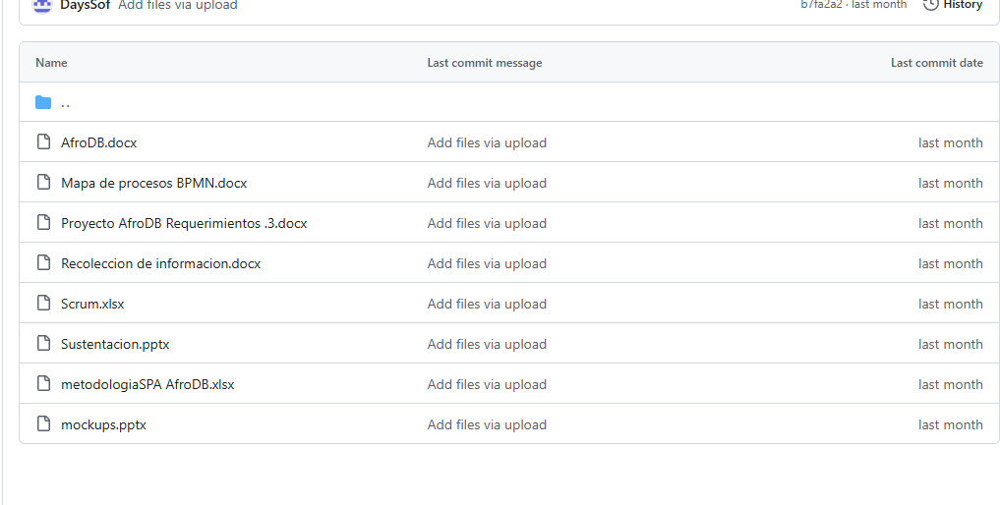 DaysSof Add files via upload b7fa2a2 · last month History
Name Last commit message Last commit date
..
AfroDB.docx Add files via upload last month
Mapa de procesos BPMN.docx Add files via upload last month
Proyecto AfroDB Requerimientos .3.docx Add files via upload last month
Recoleccion de informacion.docx Add files via upload last month
Scrum.xlsx Add files via upload last month
Sustentacion.pptx Add files via upload last month
metodologiaSPA AfroDB.xlsx Add files via upload last month
mockups.pptx Add files via upload last month